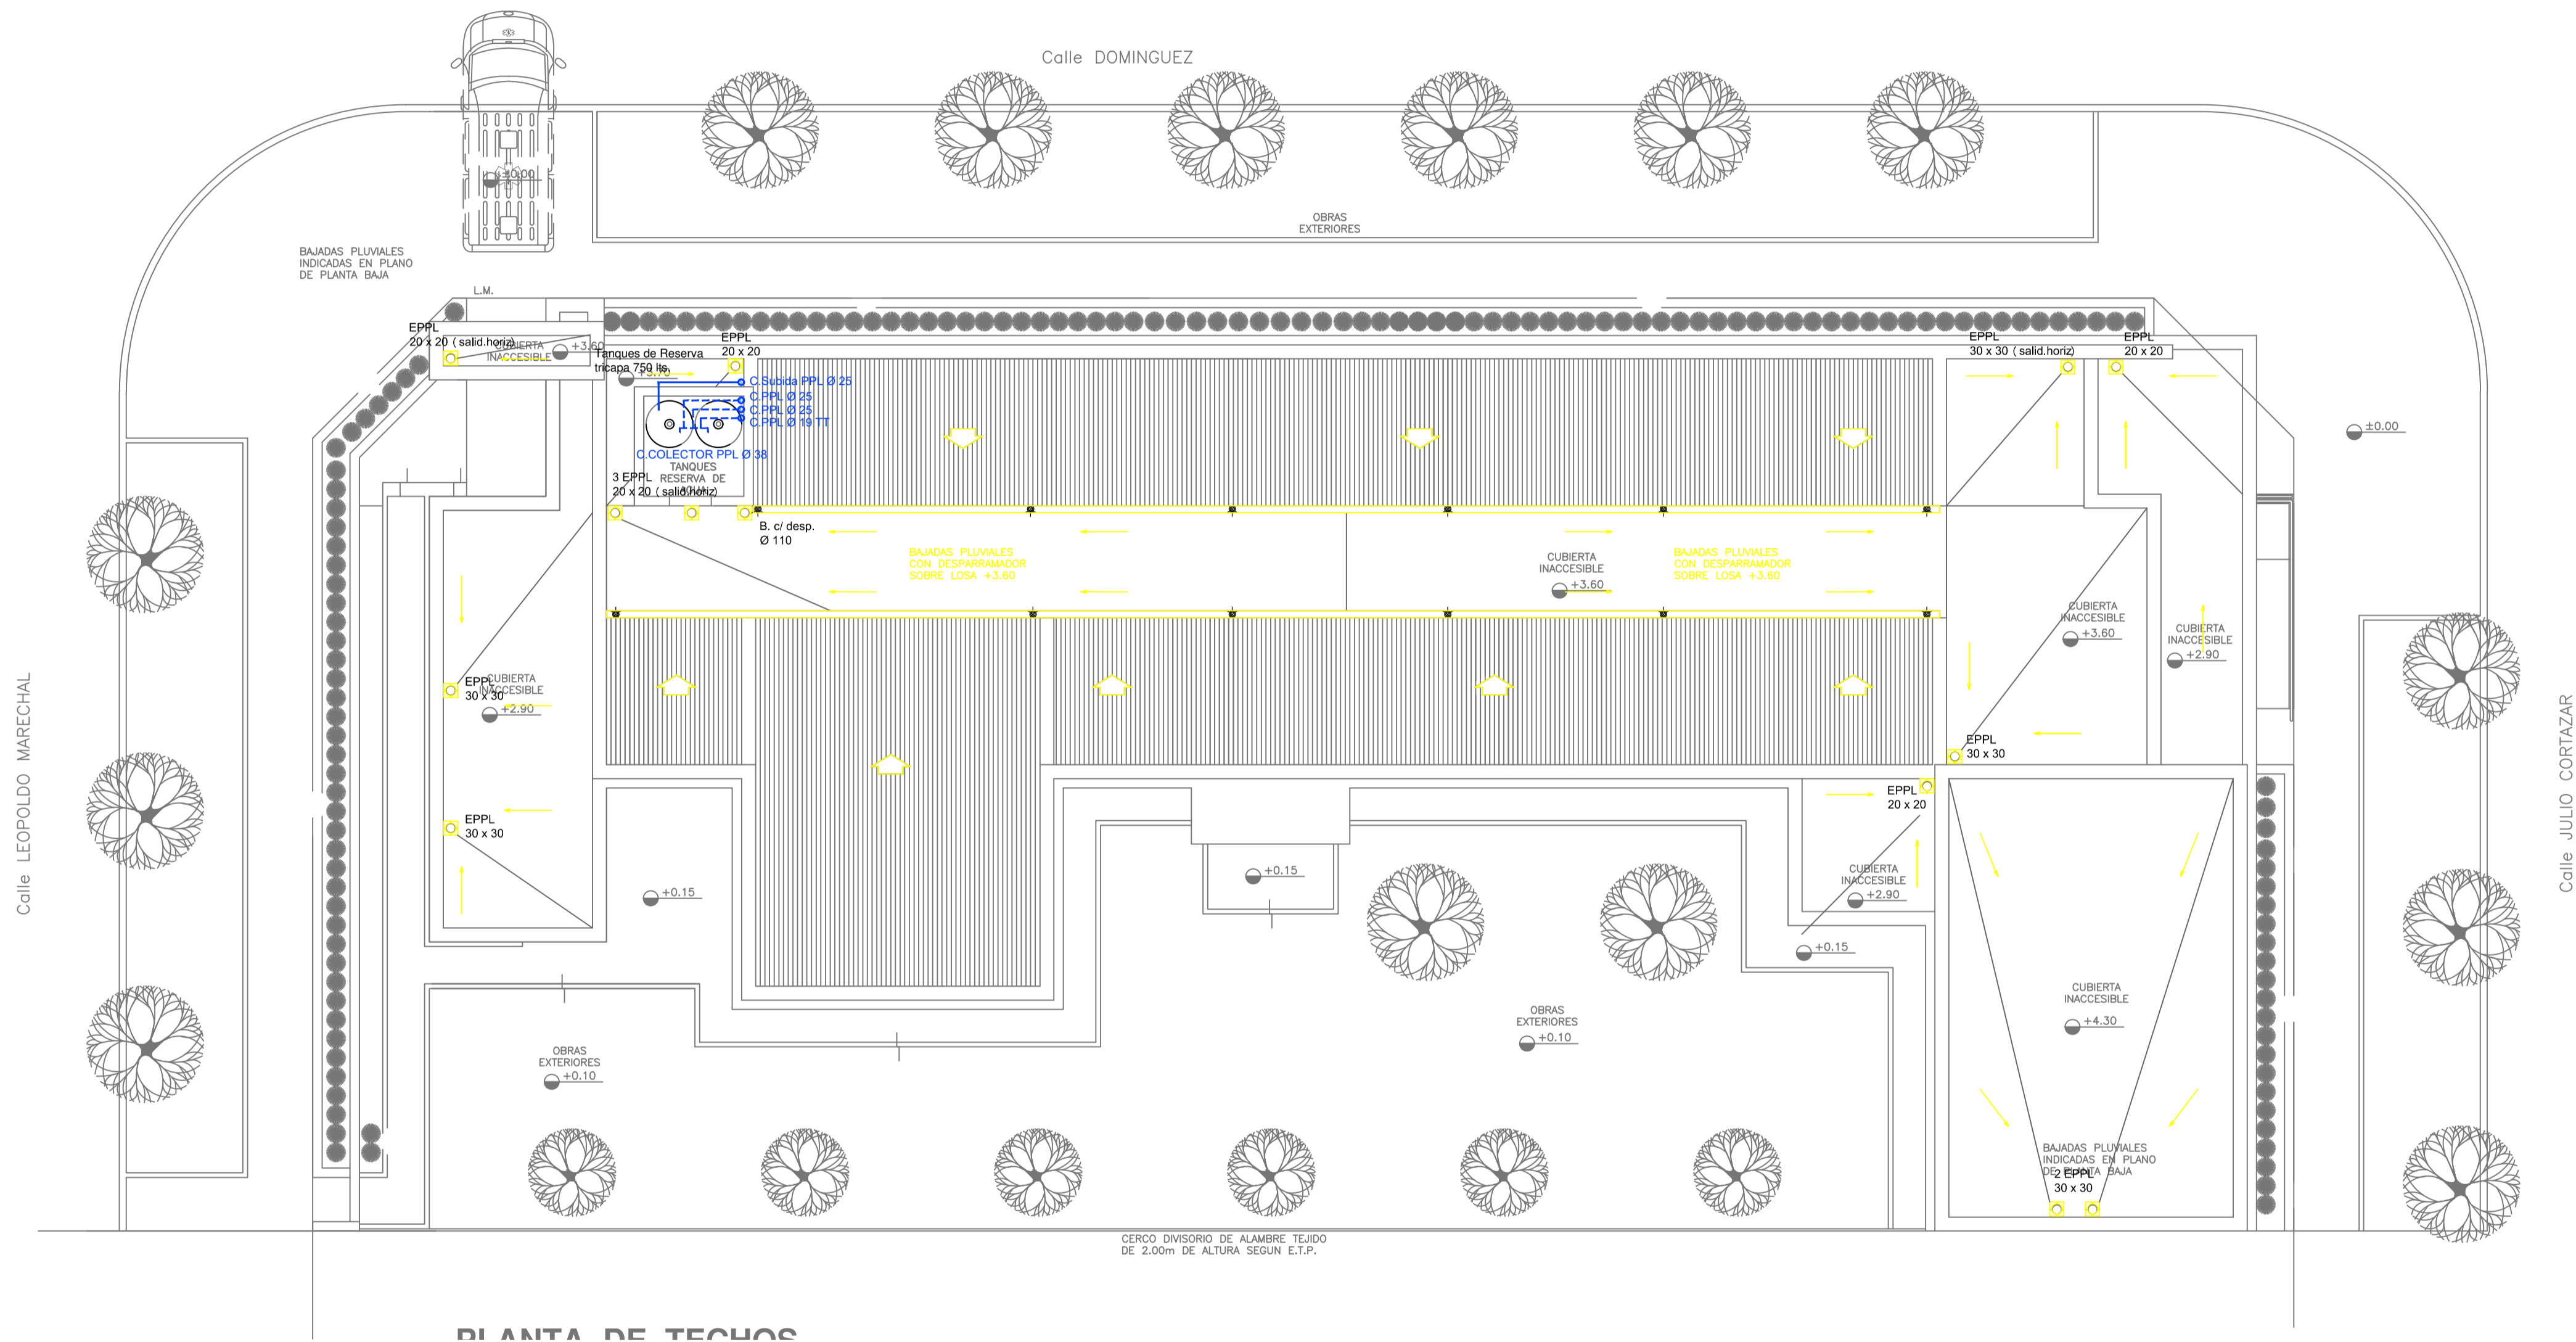 Calle DOMINGUEZ
±0.00
OBRAS
EXTERIORES
BAJADAS PLUVIALES
INDICADAS EN PLANO
DE PLANTA BAJA
L.M.
EPPL
20 x 20 ( salid.horiz)
CUBIERTA
INACCESIBLE
+3.60
Tanques de Reserva
tricapa 750 lts.
+3.70
EPPL
20 x 20
C.Subida PPL Ø 25
C.PPL Ø 25
C.PPL Ø 25
C.PPL Ø 19 TT
C.COLECTOR PPL Ø 38
TANQUES
RESERVA DE
3 EPPL
20 x 20 ( salid.horiz)
B. c/ desp.
Ø 110
EPPL
30 x 30 ( salid.horiz)
EPPL
20 x 20
±0.00
BAJADAS PLUVIALES
CON DESPARRAMADOR
SOBRE LOSA +3.60
CUBIERTA
INACCESIBLE
+3.60
BAJADAS PLUVIALES
CON DESPARRAMADOR
SOBRE LOSA +3.60
CUBIERTA
INACCESIBLE
+3.60
CUBIERTA
INACCESIBLE
+2.90
EPPL
30 x 30
CUBIERTA
INACCESIBLE
+2.90
EPPL
30 x 30
EPPL
30 x 30
EPPL
20 x 20
Calle LEOPOLDO MARECHAL
Calle JULIO CORTAZAR
+0.15
+0.15
CUBIERTA
INACCESIBLE
+2.90
+0.15
CUBIERTA
INACCESIBLE
+4.30
OBRAS
EXTERIORES
+0.10
OBRAS
EXTERIORES
+0.10
BAJADAS PLUVIALES
INDICADAS EN PLANO
DE PLANTA BAJA
2 EPPL
30 x 30
CERCO DIVISORIO DE ALAMBRE TEJIDO
DE 2.00m DE ALTURA SEGUN E.T.P.
PLANTA DE TECHOS